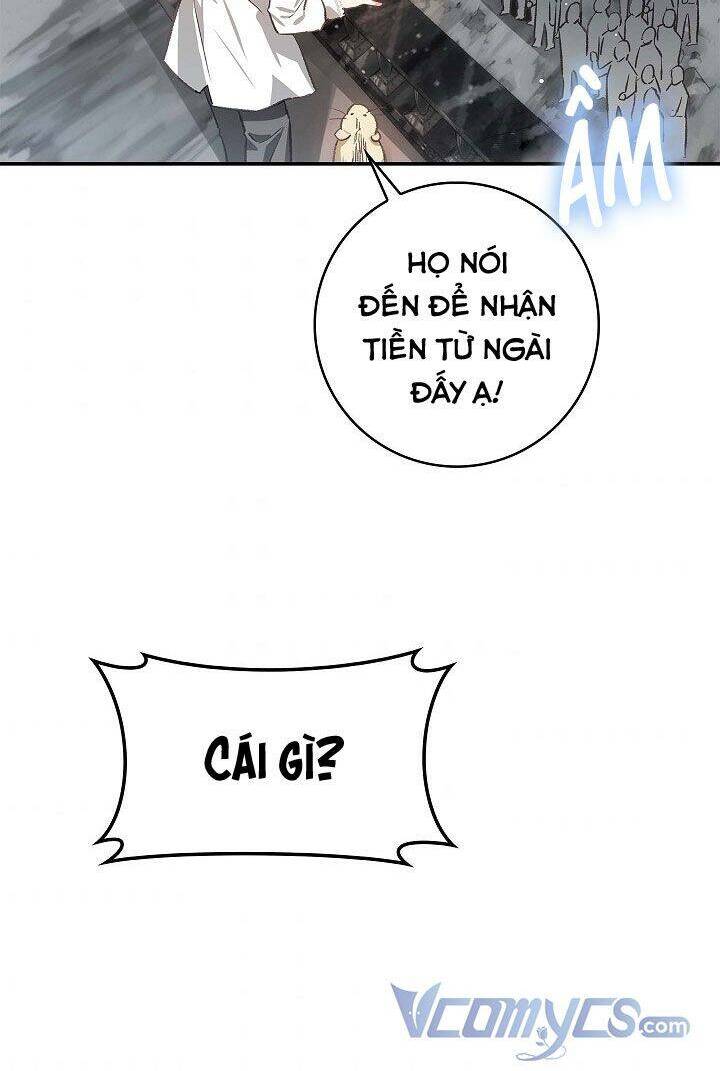 ẦM
HỌ NÓI
ĐẾN ĐỂ NHẬN
TIỀN TỪ NGÀI
ĐẤY Ạ!
CÁI GÌ?
VCOMYCS.com